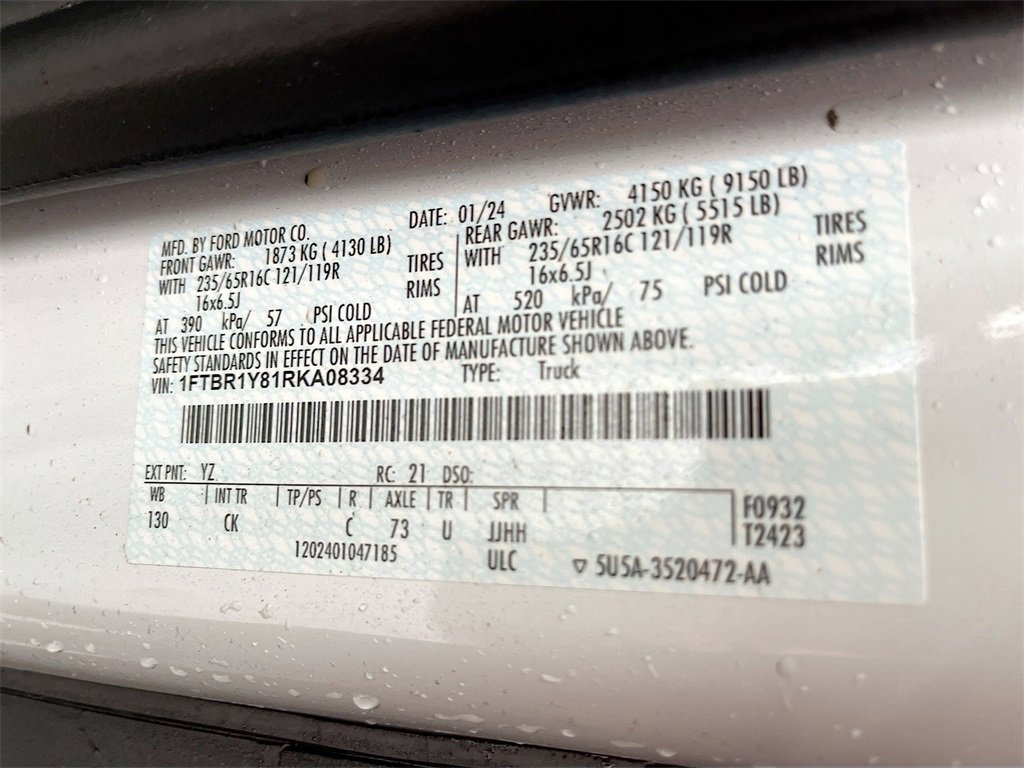 MFD. BY FORD MOTOR CO. DATE: 01/24 GVWR: 4150 KG ( 9150 LB)
FRONT GAWR: 1873 KG ( 4130 LB) REAR GAWR: 2502 KG ( 5515 LB)
WITH 235/65R16C 121/119R TIRES WITH 235/65R16C 121/119R TIRES
16x6.5J RIMS 16x6.5J RIMS
AT 390 kPa/ 57 PSI COLD AT 520 kPa/ 75 PSI COLD
THIS VEHICLE CONFORMS TO ALL APPLICABLE FEDERAL MOTOR VEHICLE
SAFETY STANDARDS IN EFFECT ON THE DATE OF MANUFACTURE SHOWN ABOVE.
VIN: 1FTBR1Y81RKA08334 TYPE: Truck
EXT PNT: YZ RC: 21 DSO:
WB INT TR TP/PS R AXLE TR SPR F0932
130 CK C 73 U JJHH T2423
1202401047185 ULC ▽ 5U5A-3520472-AA